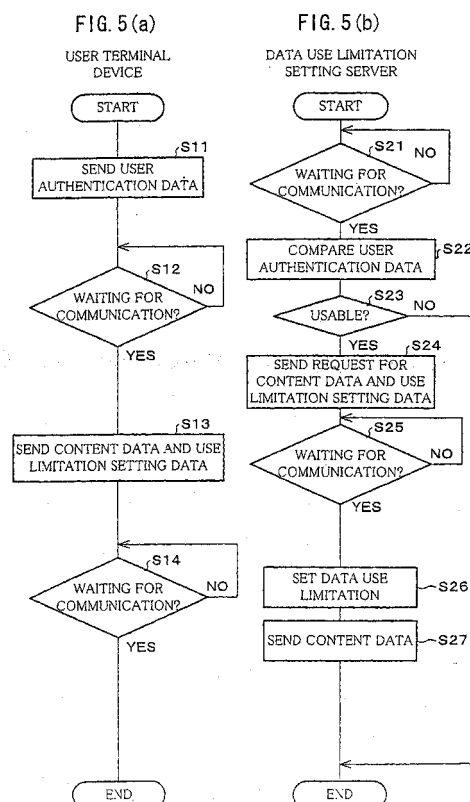 FIG. 5(a)
USER TERMINAL
DEVICE
START
S11
SEND USER
AUTHENTICATION DATA
S12
WAITING FOR
COMMUNICATION?
NO
YES
S13
SEND CONTENT DATA AND USE
LIMITATION SETTING DATA
S14
WAITING FOR
COMMUNICATION?
NO
YES
END
FIG. 5(b)
DATA USE LIMITATION
SETTING SERVER
START
S21
NO
WAITING FOR
COMMUNICATION?
YES
S22
COMPARE USER
AUTHENTICATION DATA
S23
USABLE?
NO
YES
S24
SEND REQUEST FOR
CONTENT DATA AND USE
LIMITATION SETTING DATA
S25
WAITING FOR
COMMUNICATION?
NO
YES
SET DATA USE
LIMITATION
S26
SEND CONTENT DATA
S27
END